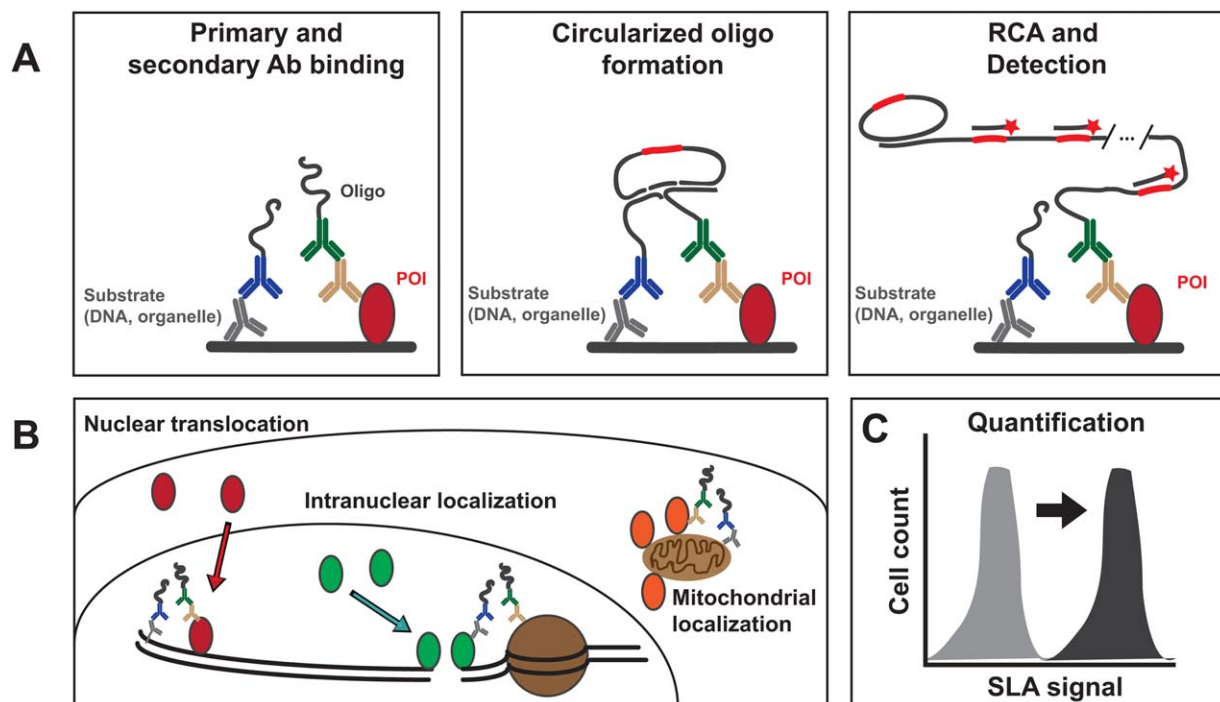 A
Primary and
secondary Ab binding
Oligo
POI
Substrate
(DNA, organelle)
Circularized oligo
formation
Substrate
(DNA, organelle)
POI
RCA and
Detection
...
Substrate
(DNA, organelle)
POI
B
Nuclear translocation
Intranuclear localization
Mitochondrial
localization
C
Quantification
Cell count
SLA signal